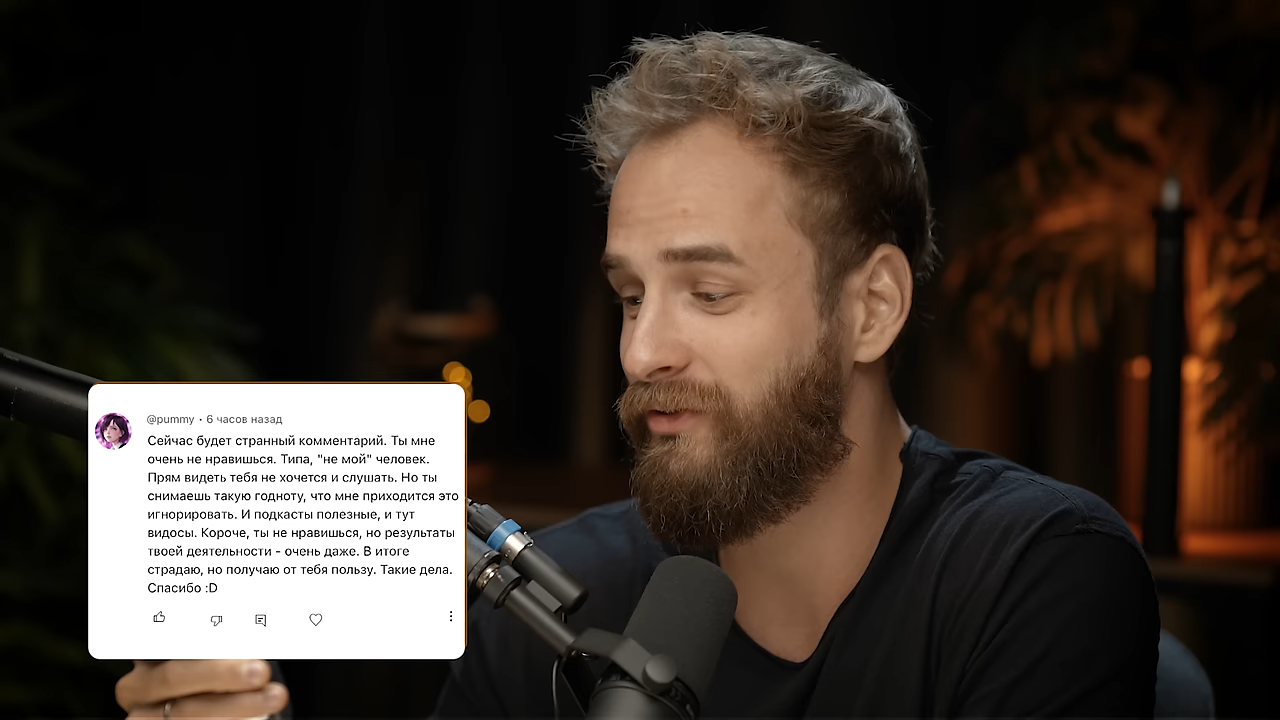 @pummy • 6 часов назад
Сейчас будет странный комментарий. Ты мне
очень не нравишься. Типа, "не мой" человек.
Прям видеть тебя не хочется и слушать. Но ты
снимаешь такую годноту, что мне приходится это
игнорировать. И подкасты полезные, и тут
видосы. Короче, ты не нравишься, но результаты
твоей деятельности - очень даже. В итоге
страдаю, но получаю от тебя пользу. Такие дела.
Спасибо :D